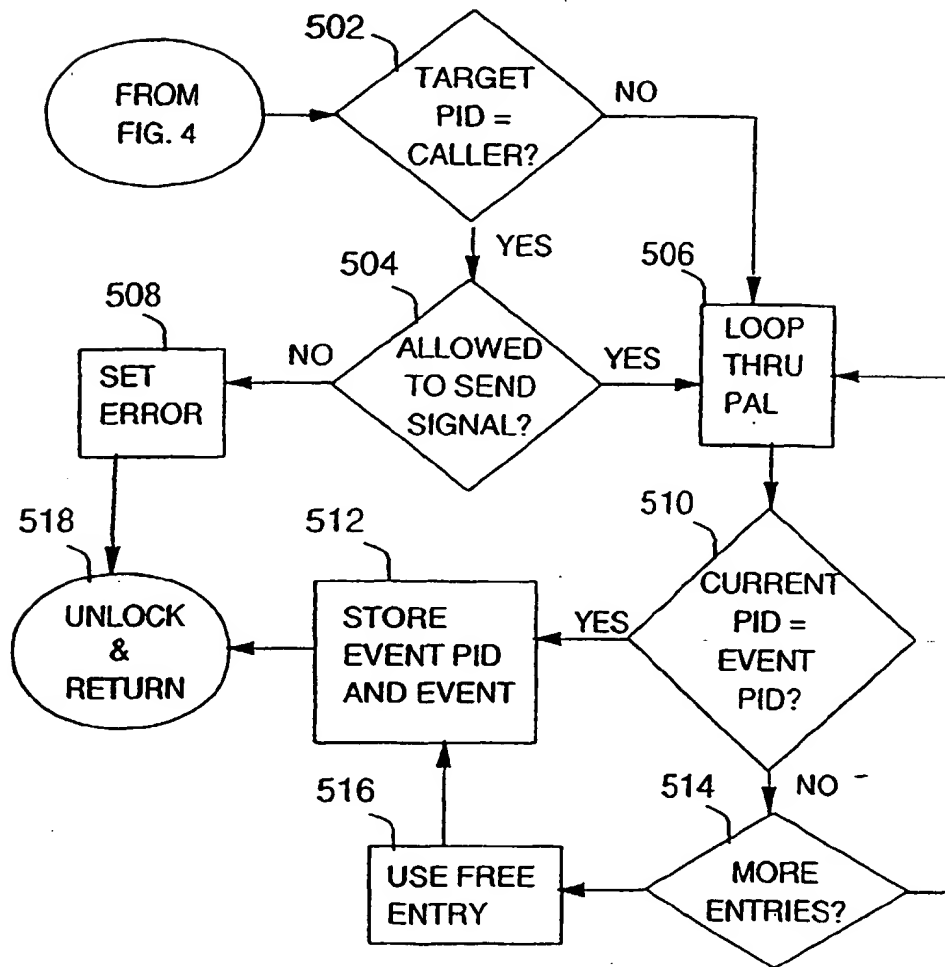 502
FROM
FIG. 4
TARGET
PID =
CALLER?
NO
YES
504
506
508
SET
ERROR
NO
ALLOWED
TO SEND
SIGNAL?
YES
LOOP
THRU
PAL
518
UNLOCK
&
RETURN
512
STORE
EVENT PID
AND EVENT
YES
510
CURRENT
PID =
EVENT
PID?
NO
516
USE FREE
ENTRY
514
MORE
ENTRIES?